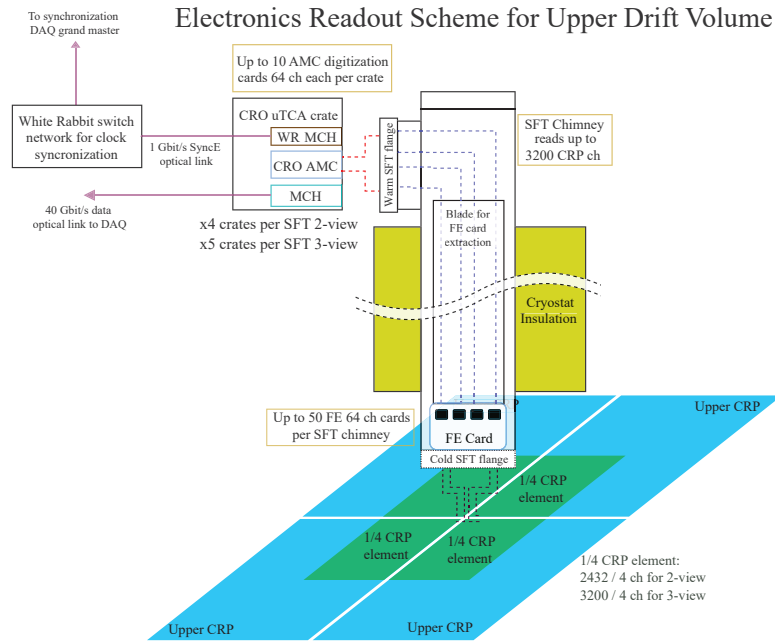 Electronics Readout Scheme for Upper Drift Volume
To synchronization
DAQ grand master
Up to 10 AMC digitization
cards 64 ch each per crate
White Rabbit switch
network for clock
syncronization
1 Gbit/s SyncE
optical link
CRO uTCA crate
WR MCH
CRO AMC
MCH
Warm SFT flange
SFT Chimney
reads up to
3200 CRP ch
40 Gbit/s data
optical link to DAQ
x4 crates per SFT 2-view
x5 crates per SFT 3-view
Blade for
FE card
extraction
Cryostat
Insulation
Up to 50 FE 64 ch cards
per SFT chimney
FE Card
Cold SFT flange
Upper CRP
1/4 CRP
element
1/4 CRP
element
1/4 CRP
element
1/4 CRP element:
2432 / 4 ch for 2-view
3200 / 4 ch for 3-view
Upper CRP
Upper CRP